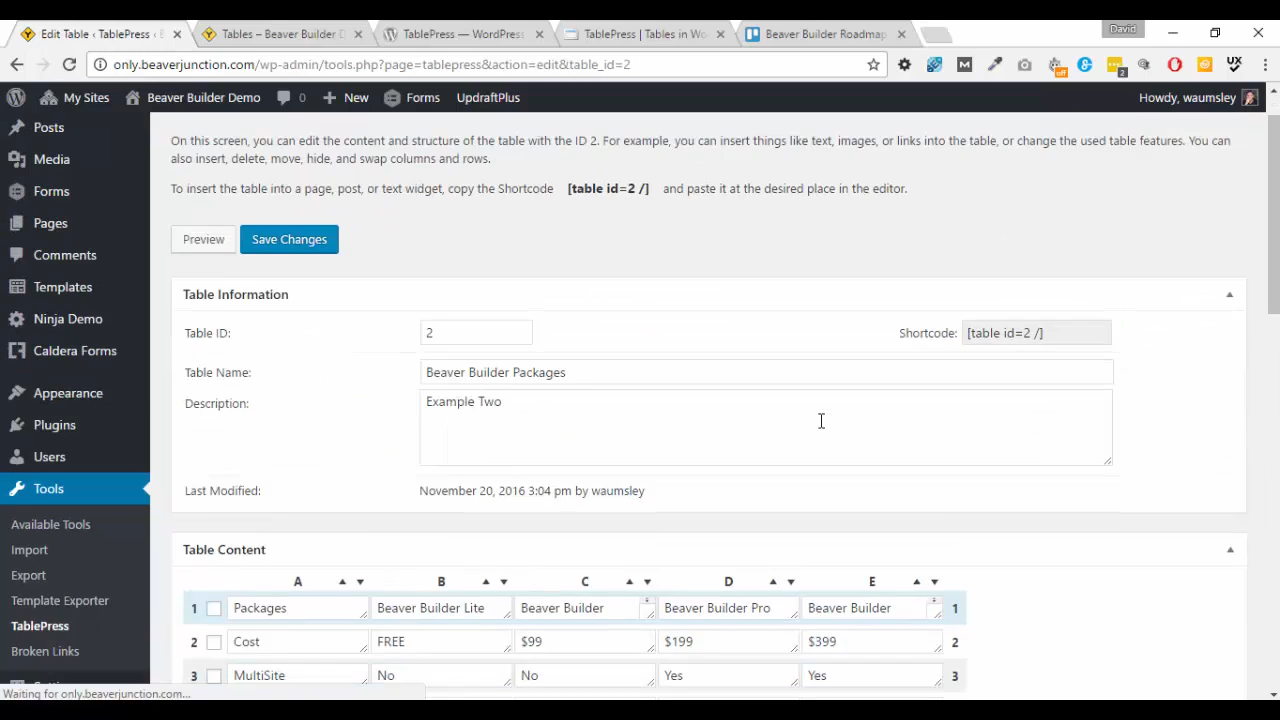 Edit Table ‹ TablePress ‹
Tables – Beaver Builder
TablePress — WordPress
TablePress | Tables in Wo
Beaver Builder Roadmap
David
only.beaverjunction.com/wp-admin/tools.php?page=tablepress&action=edit&table_id=2
My Sites
Beaver Builder Demo
0
New
Forms
UpdraftPlus
Howdy, waumsley
Posts
Media
Forms
Pages
Comments
Templates
Ninja Demo
Caldera Forms
Appearance
Plugins
Users
Tools
Available Tools
Import
Export
Template Exporter
TablePress
Broken Links
On this screen, you can edit the content and structure of the table with the ID 2. For example, you can insert things like text, images, or links into the table, or change the used table features. You can
also insert, delete, move, hide, and swap columns and rows.
To insert the table into a page, post, or text widget, copy the Shortcode [table id=2 /] and paste it at the desired place in the editor.
Preview
Save Changes
Table Information
Table ID:
2
Shortcode:
[table id=2 /]
Table Name:
Beaver Builder Packages
Description:
Example Two
Last Modified:
November 20, 2016 3:04 pm by waumsley
Table Content
A B C D E
1 Packages Beaver Builder Lite Beaver Builder Beaver Builder Pro Beaver Builder 1
2 Cost FREE $99 $199 $399 2
3 MultiSite No No Yes Yes 3
Waiting for only.beaverjunction.com...